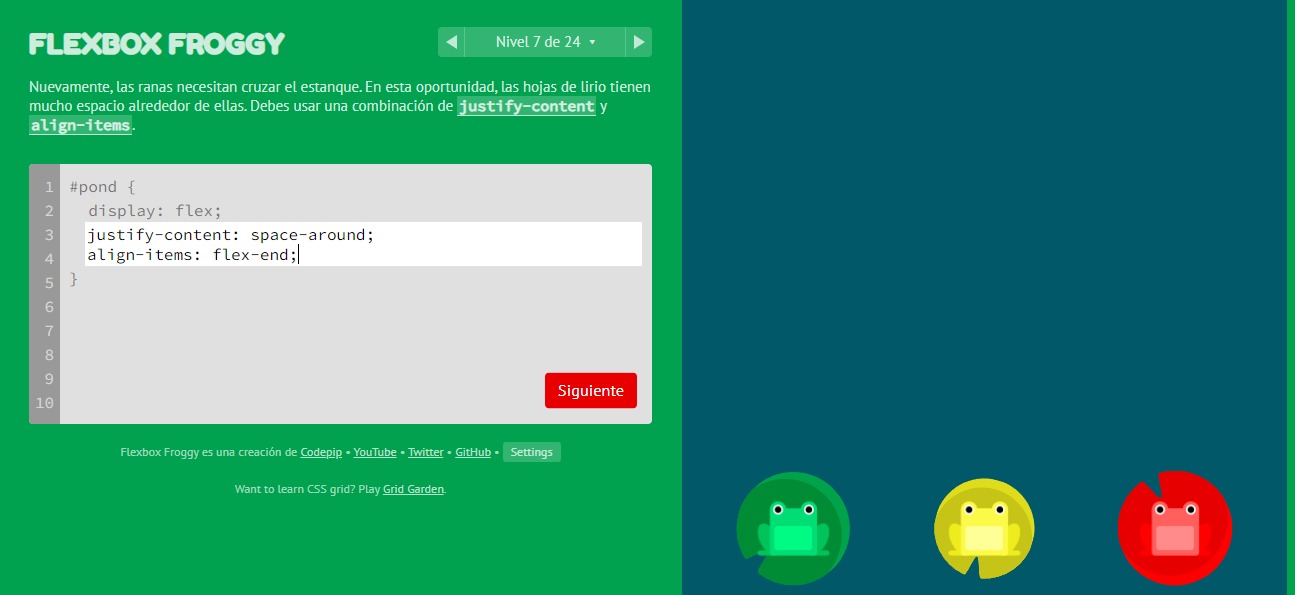 FLEXBOX FROGGY
◀ Nivel 7 de 24 ▾ ▶
Nuevamente, las ranas necesitan cruzar el estanque. En esta oportunidad, las hojas de lirio tienen
mucho espacio alrededor de ellas. Debes usar una combinación de justify-content y
align-items.
1 #pond {
2 display: flex;
3 justify-content: space-around;
4 align-items: flex-end;
5 }
6
7
8
9
10
Siguiente
Flexbox Froggy es una creación de Codepip • YouTube • Twitter • GitHub • Settings
Want to learn CSS grid? Play Grid Garden.